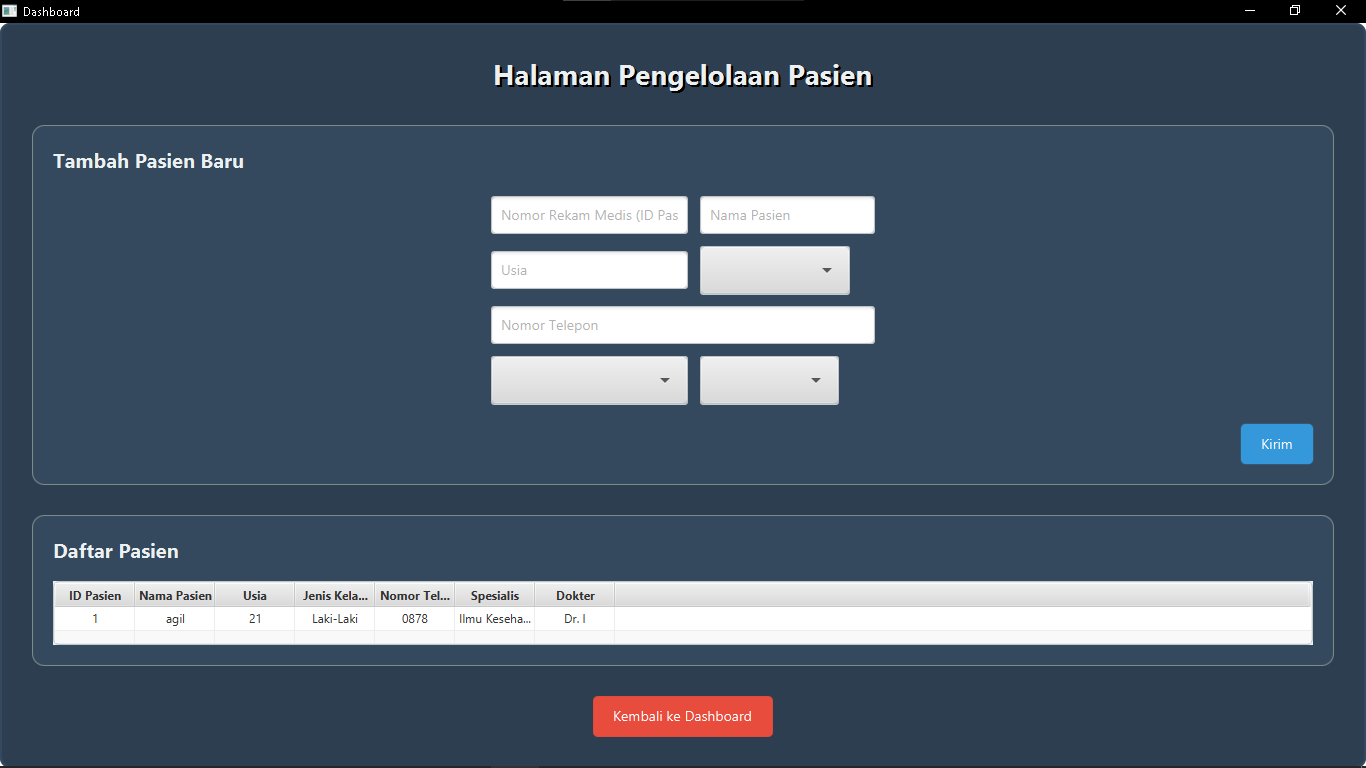 Dashboard
Halaman Pengelolaan Pasien
Tambah Pasien Baru
Nomor Rekam Medis (ID Pas
Nama Pasien
Usia
Nomor Telepon
Kirim
Daftar Pasien
ID Pasien Nama Pasien Usia Jenis Kela... Nomor Tel... Spesialis Dokter
1 agil 21 Laki-Laki 0878 Ilmu Keseha... Dr. I
Kembali ke Dashboard